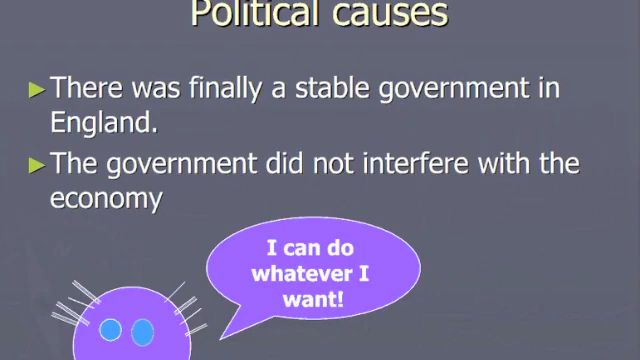 Political causes
There was finally a stable government in
England.
The government did not interfere with the
economy
I can do
whatever I
want!